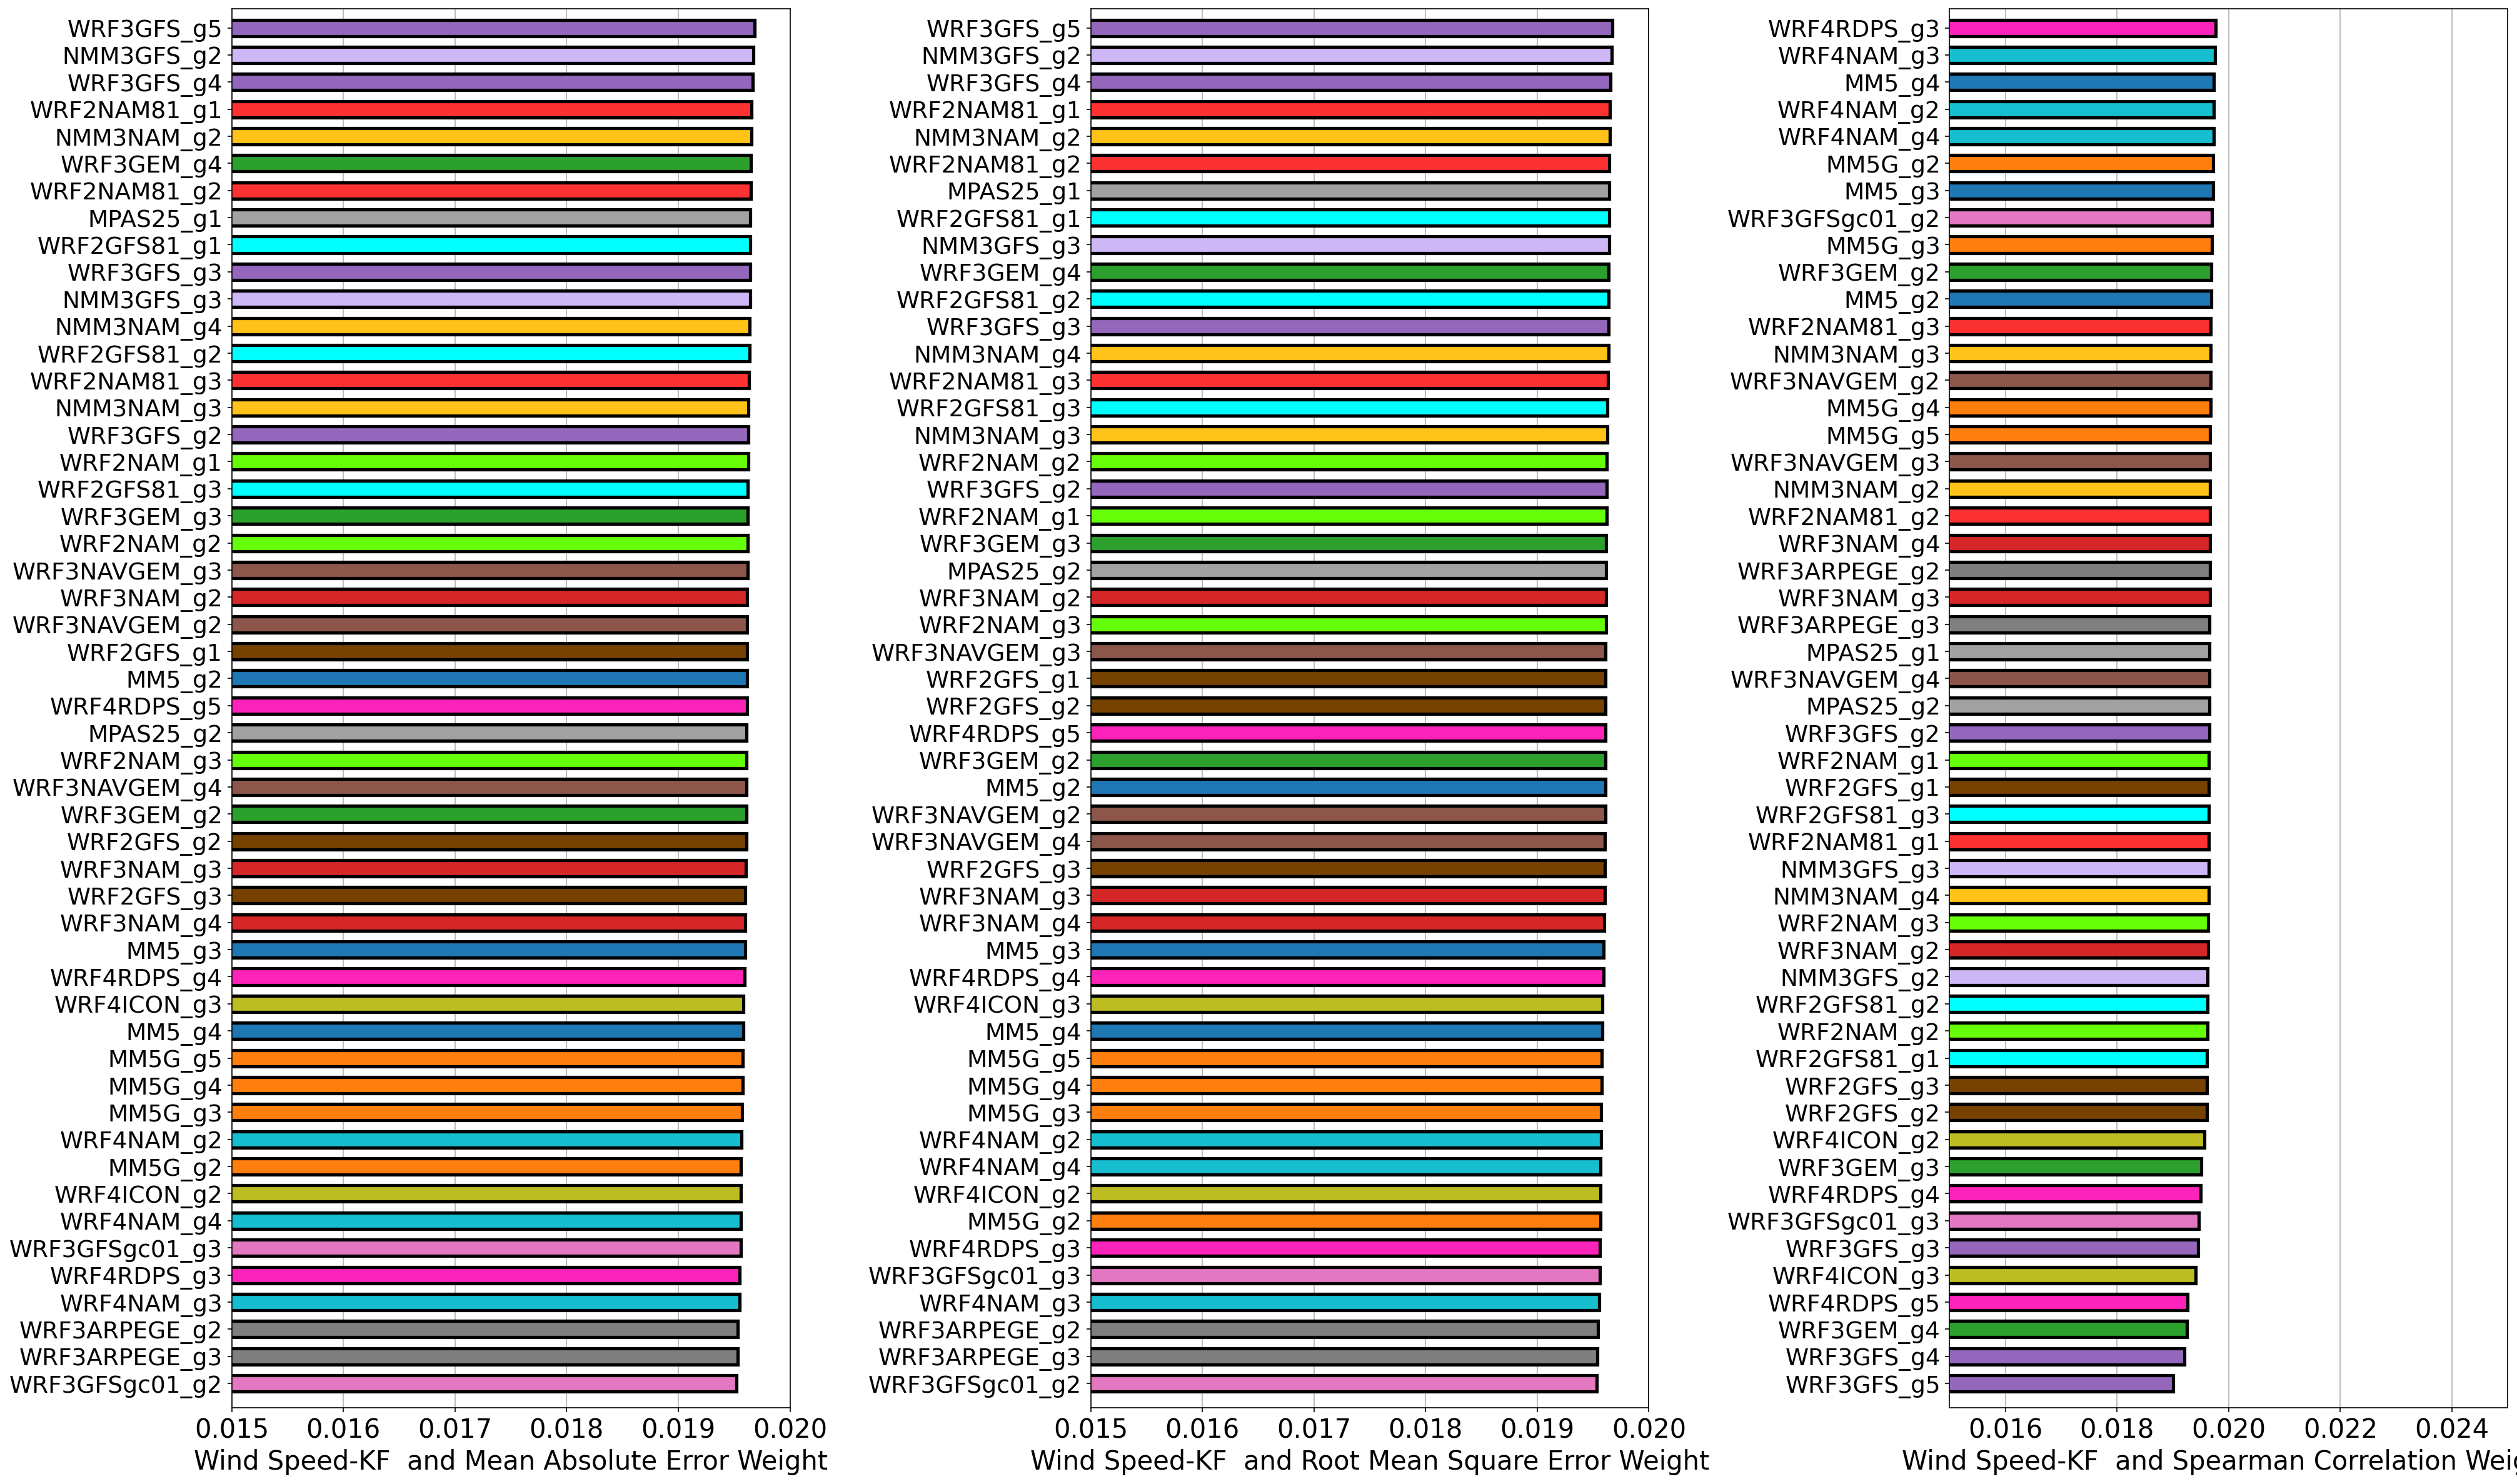 WRF3GFS_g5
NMM3GFS_g2
WRF3GFS_g4
WRF2NAM81_g1
NMM3NAM_g2
WRF3GEM_g4
WRF2NAM81_g2
MPAS25_g1
WRF2GFS81_g1
WRF3GFS_g3
NMM3GFS_g3
NMM3NAM_g4
WRF2GFS81_g2
WRF2NAM81_g3
NMM3NAM_g3
WRF3GFS_g2
WRF2NAM_g1
WRF2GFS81_g3
WRF3GEM_g3
WRF2NAM_g2
WRF3NAVGEM_g3
WRF3NAM_g2
WRF3NAVGEM_g2
WRF2GFS_g1
MM5_g2
WRF4RDPS_g5
MPAS25_g2
WRF2NAM_g3
WRF3NAVGEM_g4
WRF3GEM_g2
WRF2GFS_g2
WRF3NAM_g3
WRF2GFS_g3
WRF3NAM_g4
MM5_g3
WRF4RDPS_g4
WRF4ICON_g3
MM5_g4
MM5G_g5
MM5G_g4
MM5G_g3
WRF4NAM_g2
MM5G_g2
WRF4ICON_g2
WRF4NAM_g4
WRF3GFSgc01_g3
WRF4RDPS_g3
WRF4NAM_g3
WRF3ARPEGE_g2
WRF3ARPEGE_g3
WRF3GFSgc01_g2
0.015 0.016 0.017 0.018 0.019 0.020
Wind Speed-KF  and Mean Absolute Error Weight
WRF3GFS_g5
NMM3GFS_g2
WRF3GFS_g4
WRF2NAM81_g1
NMM3NAM_g2
WRF2NAM81_g2
MPAS25_g1
WRF2GFS81_g1
NMM3GFS_g3
WRF3GEM_g4
WRF2GFS81_g2
WRF3GFS_g3
NMM3NAM_g4
WRF2NAM81_g3
WRF2GFS81_g3
NMM3NAM_g3
WRF2NAM_g2
WRF3GFS_g2
WRF2NAM_g1
WRF3GEM_g3
MPAS25_g2
WRF3NAM_g2
WRF2NAM_g3
WRF3NAVGEM_g3
WRF2GFS_g1
WRF2GFS_g2
WRF4RDPS_g5
WRF3GEM_g2
MM5_g2
WRF3NAVGEM_g2
WRF3NAVGEM_g4
WRF2GFS_g3
WRF3NAM_g3
WRF3NAM_g4
MM5_g3
WRF4RDPS_g4
WRF4ICON_g3
MM5_g4
MM5G_g5
MM5G_g4
MM5G_g3
WRF4NAM_g2
WRF4NAM_g4
WRF4ICON_g2
MM5G_g2
WRF4RDPS_g3
WRF3GFSgc01_g3
WRF4NAM_g3
WRF3ARPEGE_g2
WRF3ARPEGE_g3
WRF3GFSgc01_g2
0.015 0.016 0.017 0.018 0.019 0.020
Wind Speed-KF  and Root Mean Square Error Weight
WRF4RDPS_g3
WRF4NAM_g3
MM5_g4
WRF4NAM_g2
WRF4NAM_g4
MM5G_g2
MM5_g3
WRF3GFSgc01_g2
MM5G_g3
WRF3GEM_g2
MM5_g2
WRF2NAM81_g3
NMM3NAM_g3
WRF3NAVGEM_g2
MM5G_g4
MM5G_g5
WRF3NAVGEM_g3
NMM3NAM_g2
WRF2NAM81_g2
WRF3NAM_g4
WRF3ARPEGE_g2
WRF3NAM_g3
WRF3ARPEGE_g3
MPAS25_g1
WRF3NAVGEM_g4
MPAS25_g2
WRF3GFS_g2
WRF2NAM_g1
WRF2GFS_g1
WRF2GFS81_g3
WRF2NAM81_g1
NMM3GFS_g3
NMM3NAM_g4
WRF2NAM_g3
WRF3NAM_g2
NMM3GFS_g2
WRF2GFS81_g2
WRF2NAM_g2
WRF2GFS81_g1
WRF2GFS_g3
WRF2GFS_g2
WRF4ICON_g2
WRF3GEM_g3
WRF4RDPS_g4
WRF3GFSgc01_g3
WRF3GFS_g3
WRF4ICON_g3
WRF4RDPS_g5
WRF3GEM_g4
WRF3GFS_g4
WRF3GFS_g5
0.016 0.018 0.020 0.022 0.024
Wind Speed-KF  and Spearman Correlation